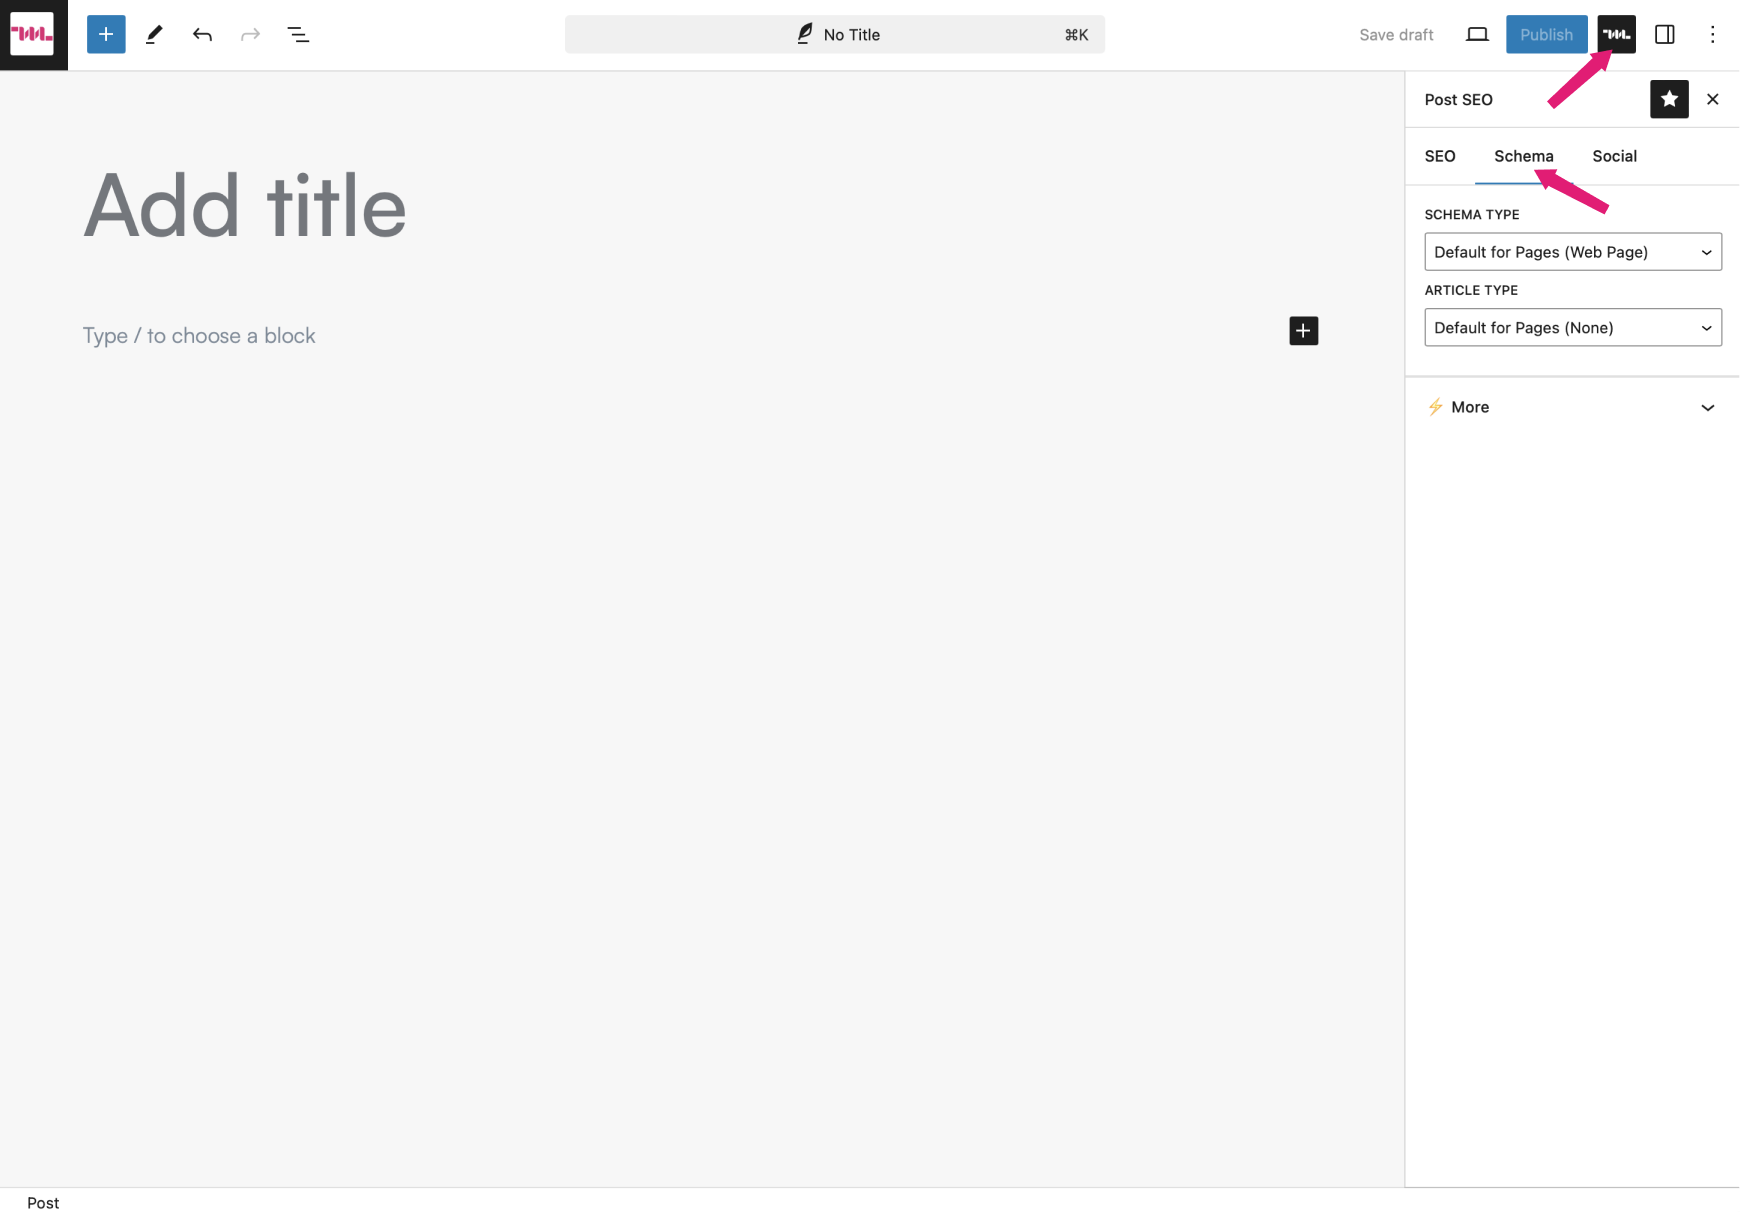 No Title
⌘K
Save draft
Publish
Post SEO
SEO
Schema
Social
SCHEMA TYPE
Default for Pages (Web Page)
ARTICLE TYPE
Default for Pages (None)
⚡ More
Add title
Type / to choose a block
Post